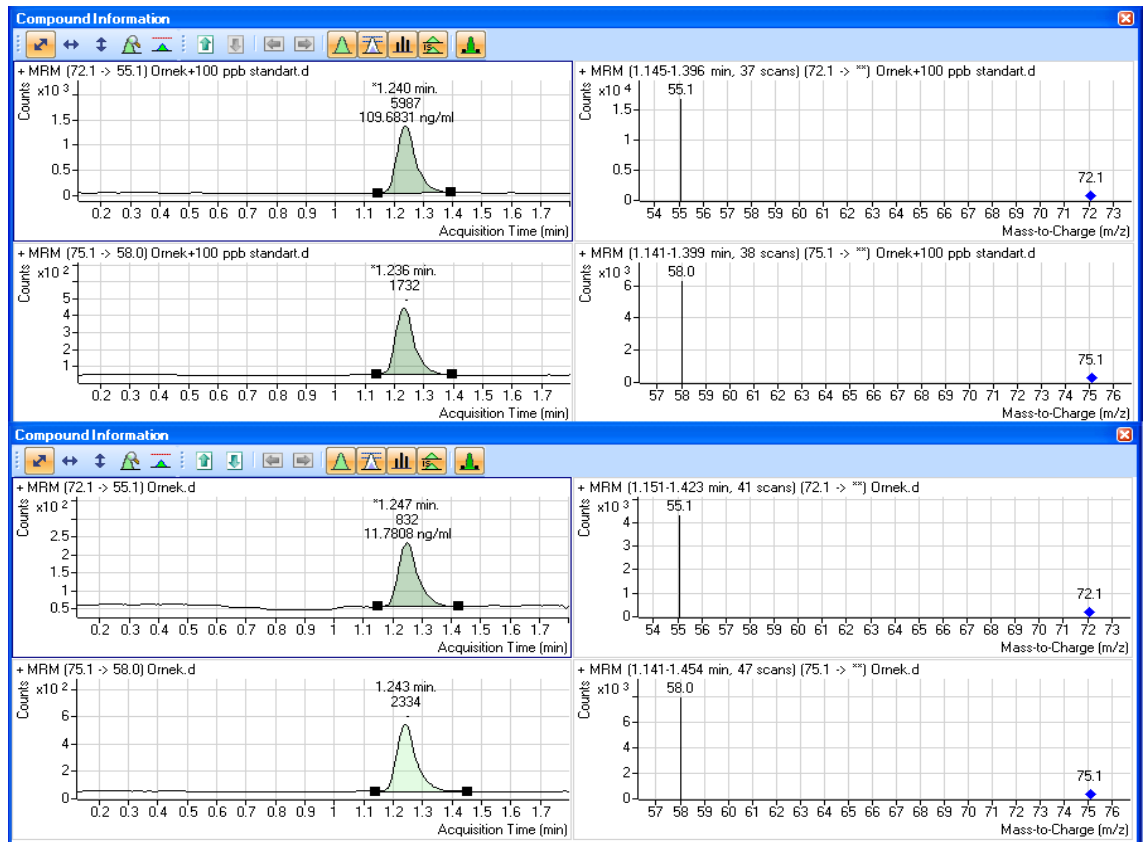 Compound Information
+ MRM (72.1 -> 55.1) Ornek+100 ppb standart.d
Counts
x10 3
*1.240 min.
5987
109.6831 ng/ml
1.5
1
0.5
0
0.2 0.3 0.4 0.5 0.6 0.7 0.8 0.9 1 1.1 1.2 1.3 1.4 1.5 1.6 1.7
Acquisition Time (min)
+ MRM (1.145-1.396 min, 37 scans) (72.1 -> **) Ornek+100 ppb standart.d
Counts
x10 4
55.1
1.5
1
0.5
0
72.1
54 55 56 57 58 59 60 61 62 63 64 65 66 67 68 69 70 71 72 73
Mass-to-Charge (m/z)
+ MRM (75.1 -> 58.0) Ornek+100 ppb standart.d
Counts
x10 2
*1.236 min.
1732
5
4
3
2
1
0.2 0.3 0.4 0.5 0.6 0.7 0.8 0.9 1 1.1 1.2 1.3 1.4 1.5 1.6 1.7
Acquisition Time (min)
+ MRM (1.141-1.399 min, 38 scans) (75.1 -> **) Ornek+100 ppb standart.d
Counts
x10 3
58.0
6
4
2
0
75.1
57 58 59 60 61 62 63 64 65 66 67 68 69 70 71 72 73 74 75 76
Mass-to-Charge (m/z)
Compound Information
+ MRM (72.1 -> 55.1) Ornek.d
Counts
x10 2
*1.247 min.
832
11.7808 ng/ml
2.5
2
1.5
1
0.5
0.2 0.3 0.4 0.5 0.6 0.7 0.8 0.9 1 1.1 1.2 1.3 1.4 1.5 1.6 1.7
Acquisition Time (min)
+ MRM (1.151-1.423 min, 41 scans) (72.1 -> **) Ornek.d
Counts
x10 3
55.1
4
3
2
1
0
72.1
54 55 56 57 58 59 60 61 62 63 64 65 66 67 68 69 70 71 72 73
Mass-to-Charge (m/z)
+ MRM (75.1 -> 58.0) Ornek.d
Counts
x10 2
1.243 min.
2334
6
4
2
0
0.2 0.3 0.4 0.5 0.6 0.7 0.8 0.9 1 1.1 1.2 1.3 1.4 1.5 1.6 1.7
Acquisition Time (min)
+ MRM (1.141-1.454 min, 47 scans) (75.1 -> **) Ornek.d
Counts
x10 3
58.0
6
4
2
0
75.1
57 58 59 60 61 62 63 64 65 66 67 68 69 70 71 72 73 74 75 76
Mass-to-Charge (m/z)